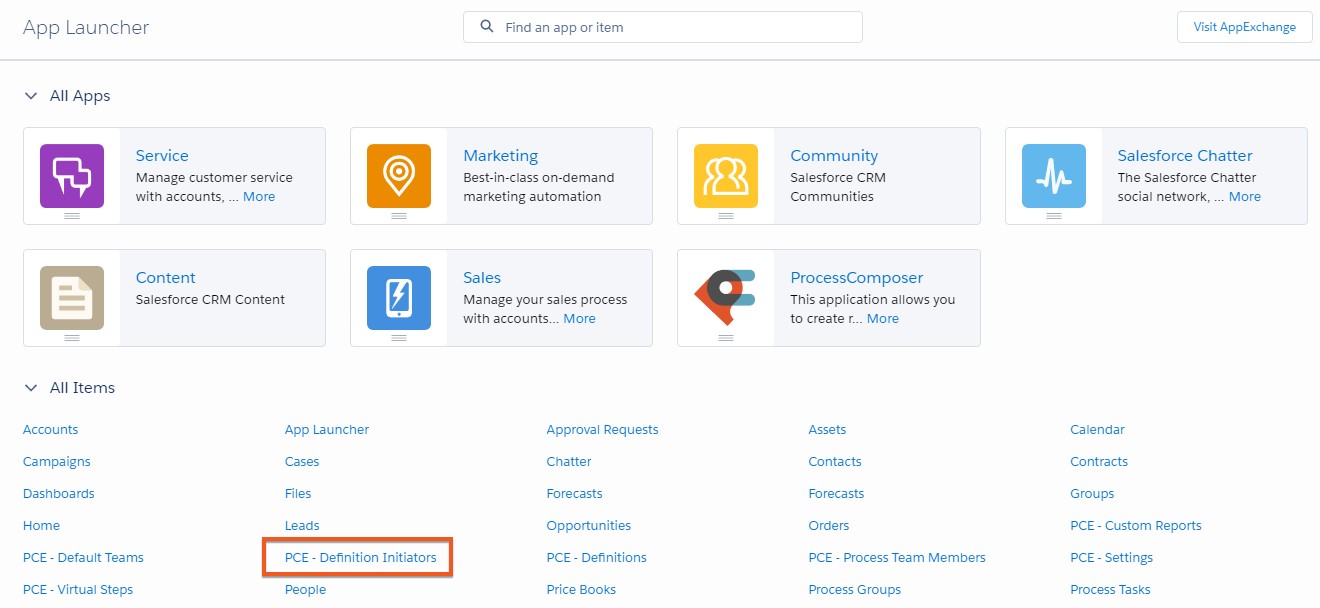 App Launcher
Find an app or item
Visit AppExchange
All Apps
Service
Manage customer service
with accounts, ... More
Marketing
Best-in-class on-demand
marketing automation
Community
Salesforce CRM
Communities
Salesforce Chatter
The Salesforce Chatter
social network, ... More
Content
Salesforce CRM Content
Sales
Manage your sales process
with accounts... More
ProcessComposer
This application allows you
to create r... More
All Items
Accounts App Launcher Approval Requests Assets Calendar
Campaigns Cases Chatter Contacts Contracts
Dashboards Files Forecasts Forecasts Groups
Home Leads Opportunities Orders PCE - Custom Reports
PCE - Default Teams PCE - Definition Initiators PCE - Definitions PCE - Process Team Members PCE - Settings
PCE - Virtual Steps People Price Books Process Groups Process Tasks